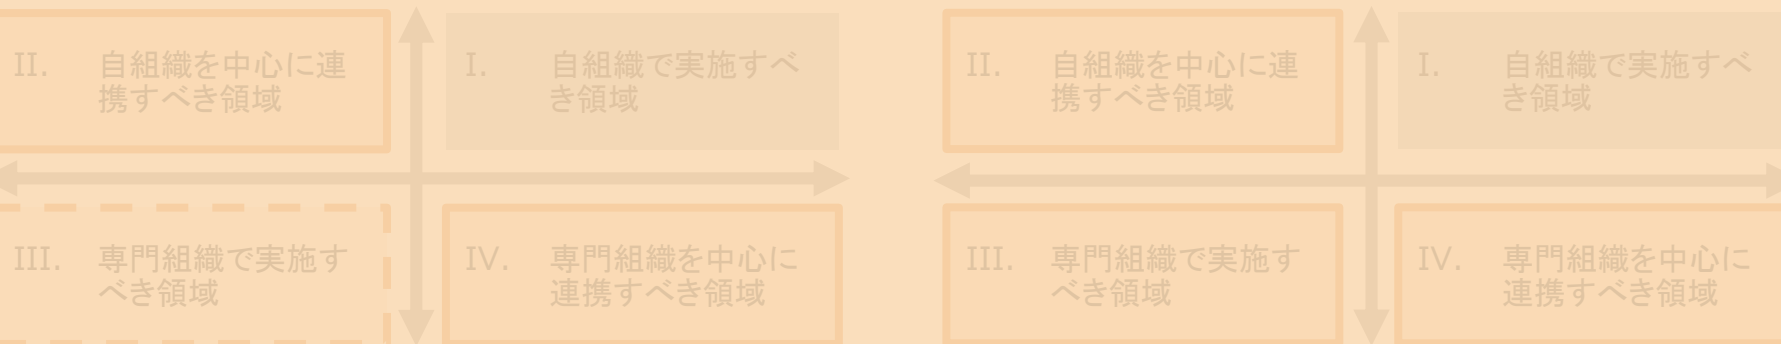 II. 自組織を中心に連
携すべき領域
I. 自組織で実施すべ
き領域
III. 専門組織で実施す
べき領域
IV. 専門組織を中心に
連携すべき領域
II. 自組織を中心に連
携すべき領域
I. 自組織で実施すべ
き領域
III. 専門組織で実施す
べき領域
IV. 専門組織を中心に
連携すべき領域